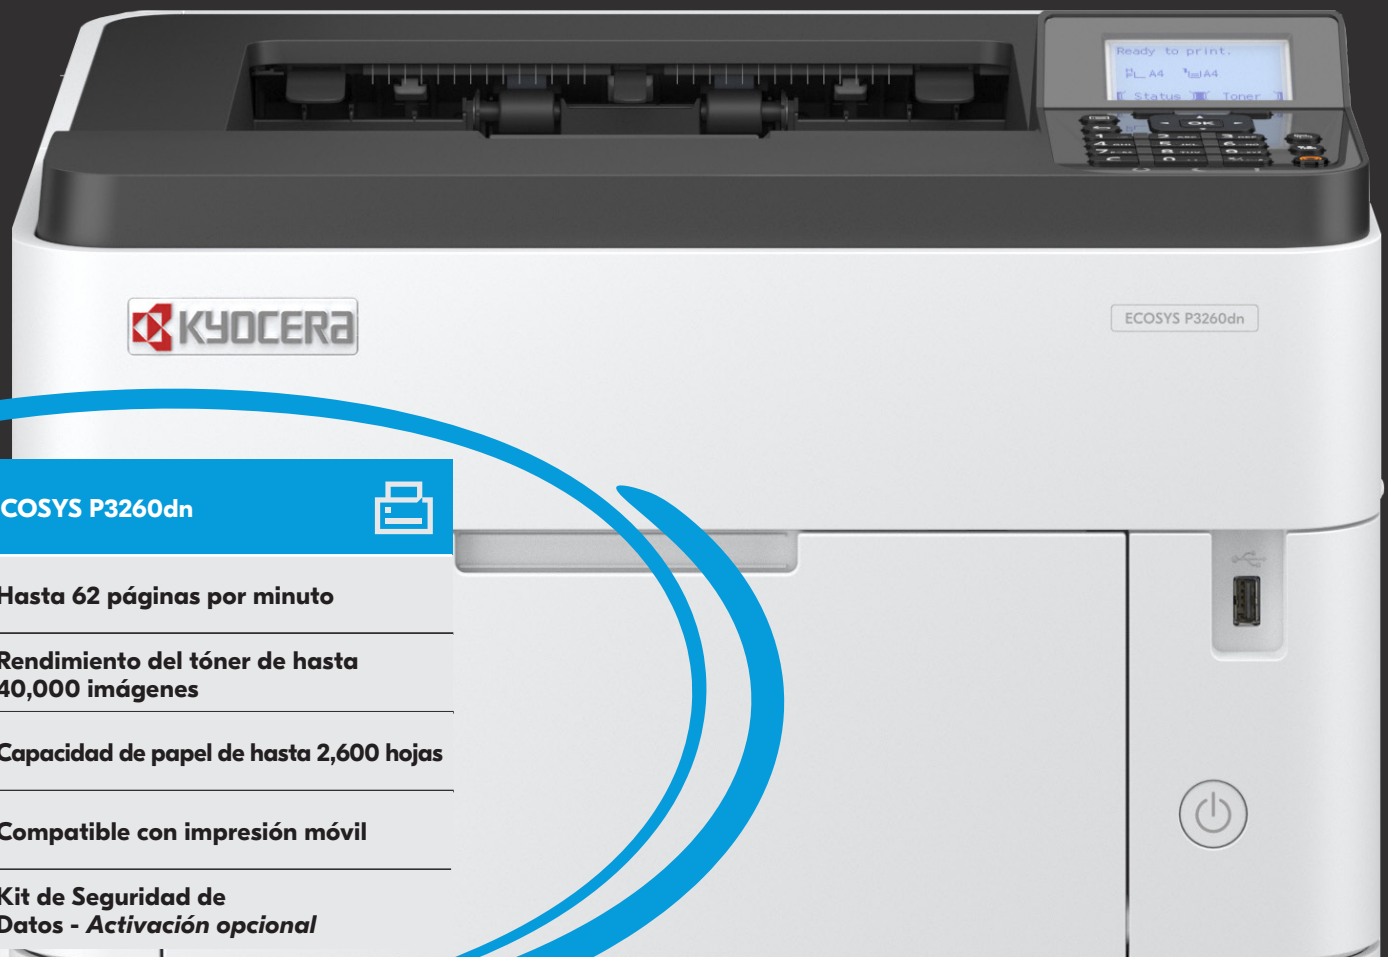 Ready to print.
A4 A4
Status Toner
OK
KYOCERA
ECOSYS P3260dn
COSYS P3260dn
Hasta 62 páginas por minuto
Rendimiento del tóner de hasta
40,000 imágenes
Capacidad de papel de hasta 2,600 hojas
Compatible con impresión móvil
Kit de Seguridad de
Datos - Activación opcional